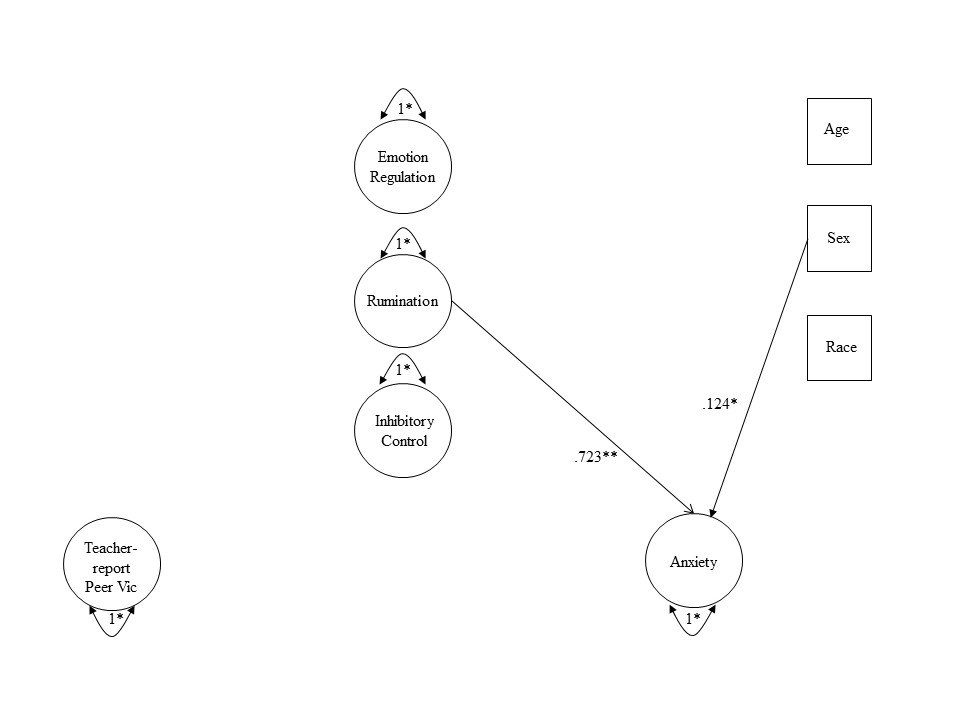 1*
Emotion
Regulation
Age
1*
Sex
Rumination
Race
1*
Inhibitory
Control
.124*
.723**
Teacher-
report
Peer Vic
1*
Anxiety
1*